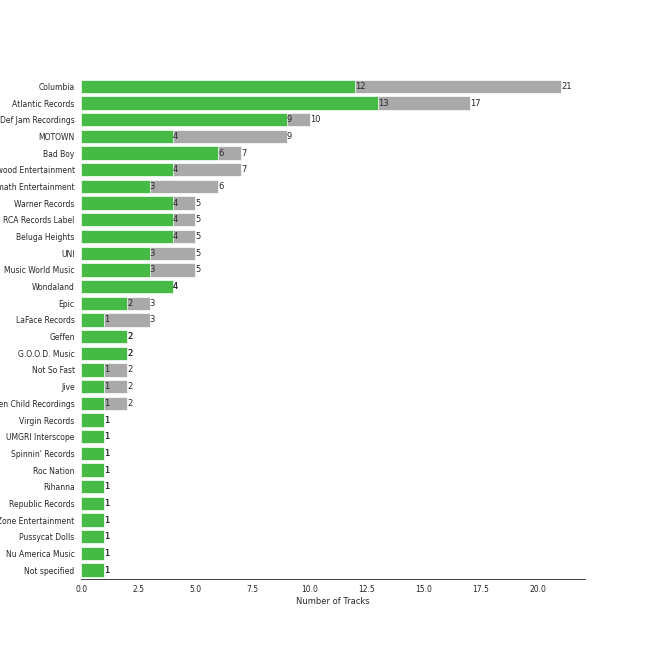 Columbia 12 21
Atlantic Records 13 17
Def Jam Recordings 9 10
MOTOWN 4 9
Bad Boy 6 7
wood Entertainment 4 7
math Entertainment 3 6
Warner Records 4 5
RCA Records Label 4 5
Beluga Heights 4 5
UNI 3 5
Music World Music 3 5
Wondaland 4
Epic 2 3
LaFace Records 1 3
Geffen 2
G.O.O.D. Music 2
Not So Fast 1 2
Jive 1 2
en Child Recordings 1 2
Virgin Records 1
UMGRI Interscope 1
Spinnin' Records 1
Roc Nation 1
Rihanna 1
Republic Records 1
Zone Entertainment 1
Pussycat Dolls 1
Nu America Music 1
Not specified 1
0.0 2.5 5.0 7.5 10.0 12.5 15.0 17.5 20.0
Number of Tracks